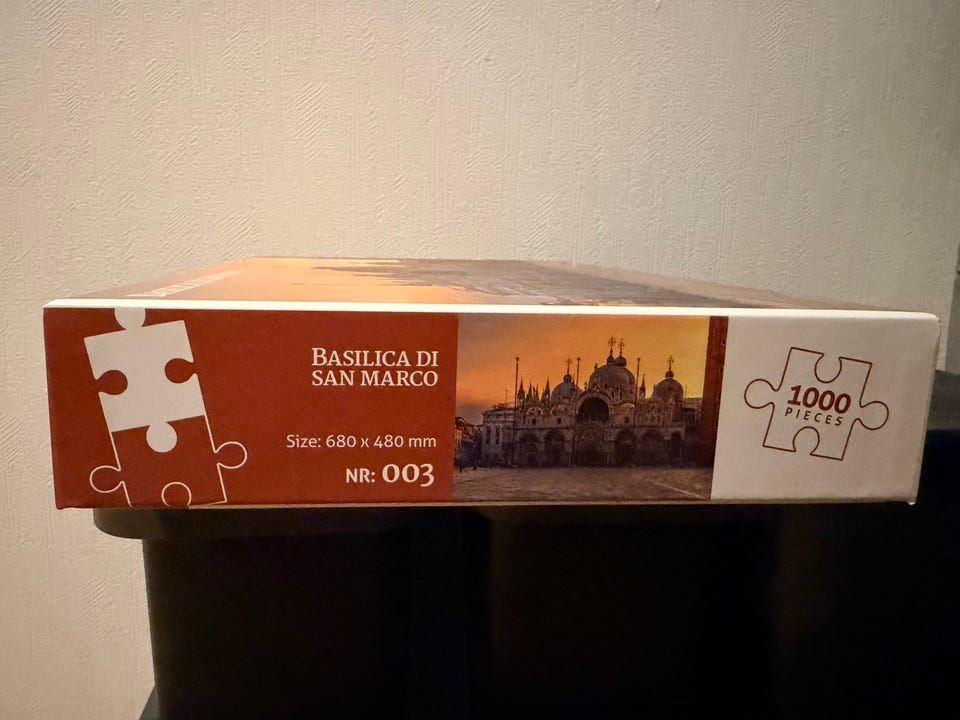 BASILICA DI
SAN MARCO
Size: 680 x 480 mm
NR: 003
1000
PIECES